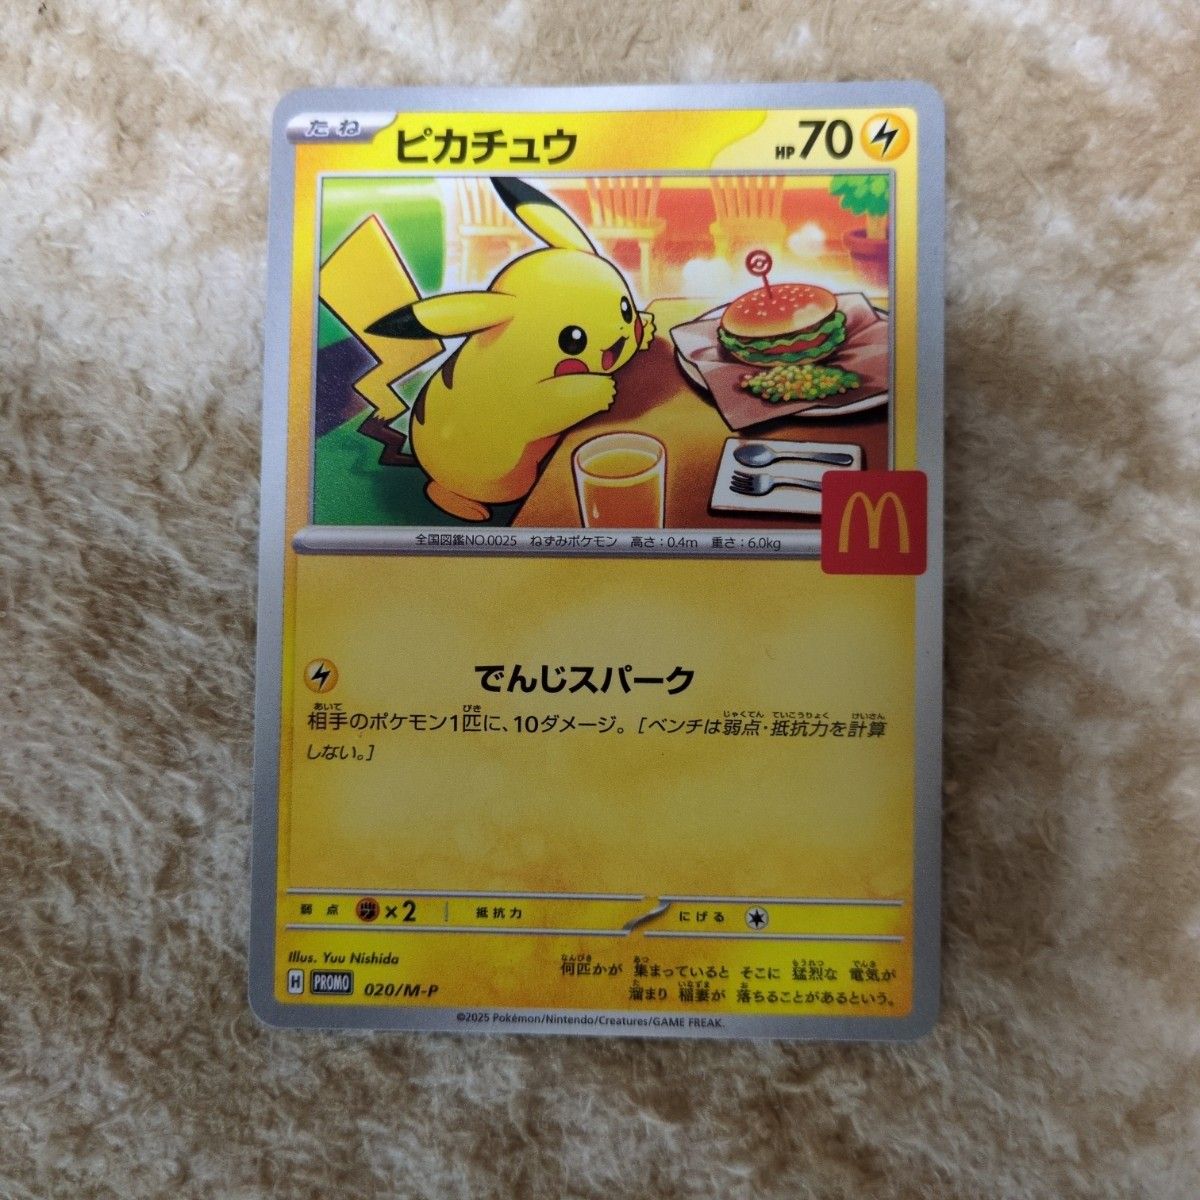 たね
ピカチュウ
HP70
全国図鑑NO.0025 ねずみポケモン 高さ：0.4m 重さ：6.0kg
でんじスパーク
相手のポケモン1匹に、10ダメージ。[ベンチは弱点・抵抗力を計算
しない。]
弱点 ×2 抵抗力 にげる
Illus. Yuu Nishida
何匹かが 集まっていると そこに 猛烈な 電気が
溜まり 稲妻が 落ちることがあるという。
H PROMO 020/M-P
©2025 Pokémon/Nintendo/Creatures/GAME FREAK.